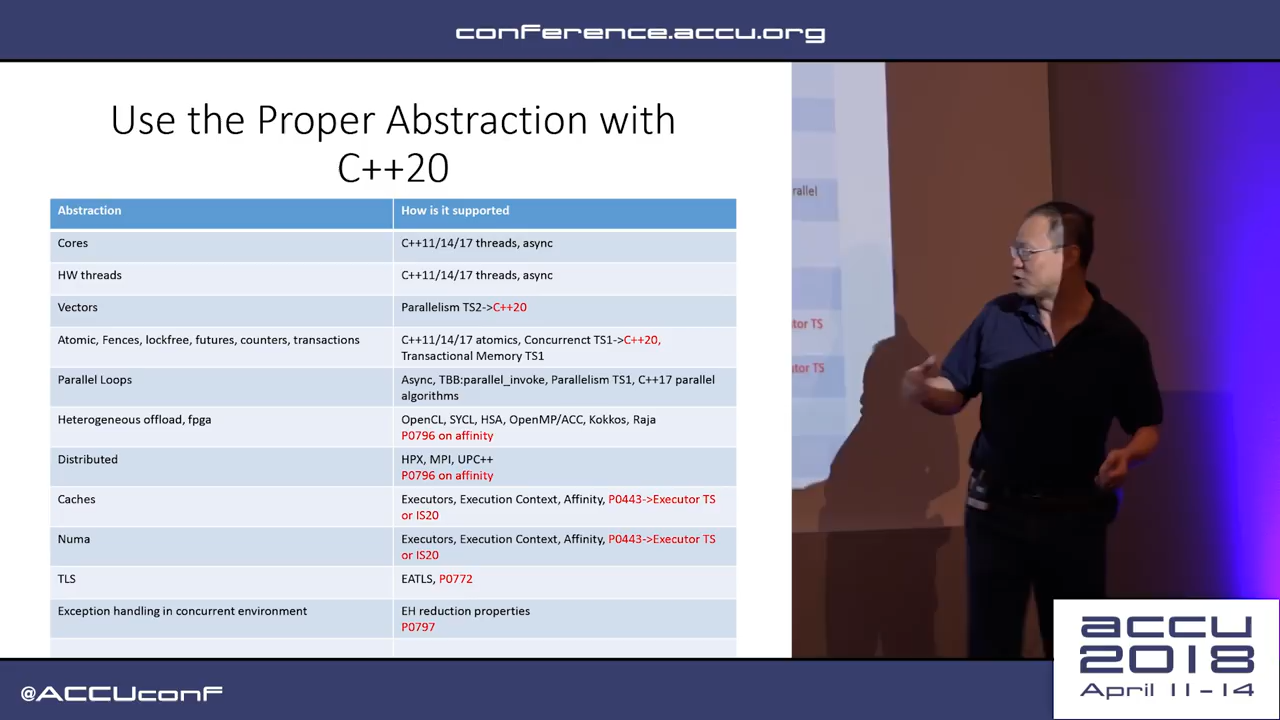 conference.accu.org
Use the Proper Abstraction with
C++20
Abstraction
How is it supported
Cores
C++11/14/17 threads, async
HW threads
C++11/14/17 threads, async
Vectors
Parallelism TS2->C++20
Atomic, Fences, lockfree, futures, counters, transactions
C++11/14/17 atomics, Concurrenct TS1->C++20,
Transactional Memory TS1
Parallel Loops
Async, TBB:parallel_invoke, Parallelism TS1, C++17 parallel
algorithms
Heterogeneous offload, fpga
OpenCL, SYCL, HSA, OpenMP/ACC, Kokkos, Raja
P0796 on affinity
Distributed
HPX, MPI, UPC++
P0796 on affinity
Caches
Executors, Execution Context, Affinity, P0443->Executor TS
or IS20
Numa
Executors, Execution Context, Affinity, P0443->Executor TS
or IS20
TLS
EATLS, P0772
Exception handling in concurrent environment
EH reduction properties
P0797
rallel
tor TS
utor TS
@ACCUconf
accu
2018
April 11-14